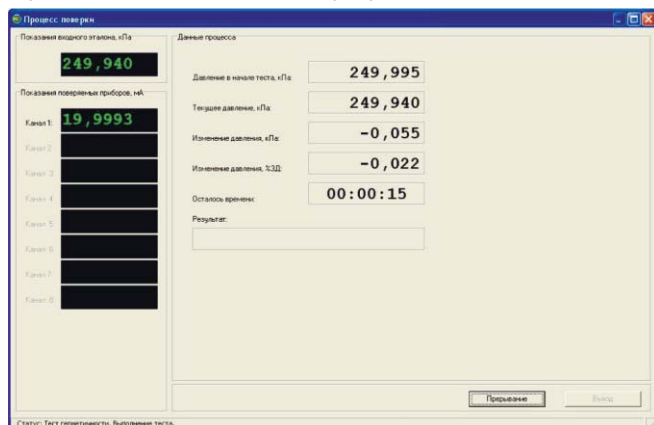 Процесс поверки
Показания входного эталона, кПа
249,940
Показания поверяемых приборов, мА
Канал 1:
19,9993
Канал 2
Канал 3
Канал 4
Канал 5
Канал 6
Канал 7
Канал 8
Данные процесса
Давление в начале теста, кПа:
249,995
Текущее давление, кПа:
249,940
Изменение давления, кПа:
-0,055
Изменение давления, %ЗД:
-0,022
Осталось времени:
00:00:15
Результат:
Прерывание
Выход
Статус: Тест герметичности. Выполнение теста.